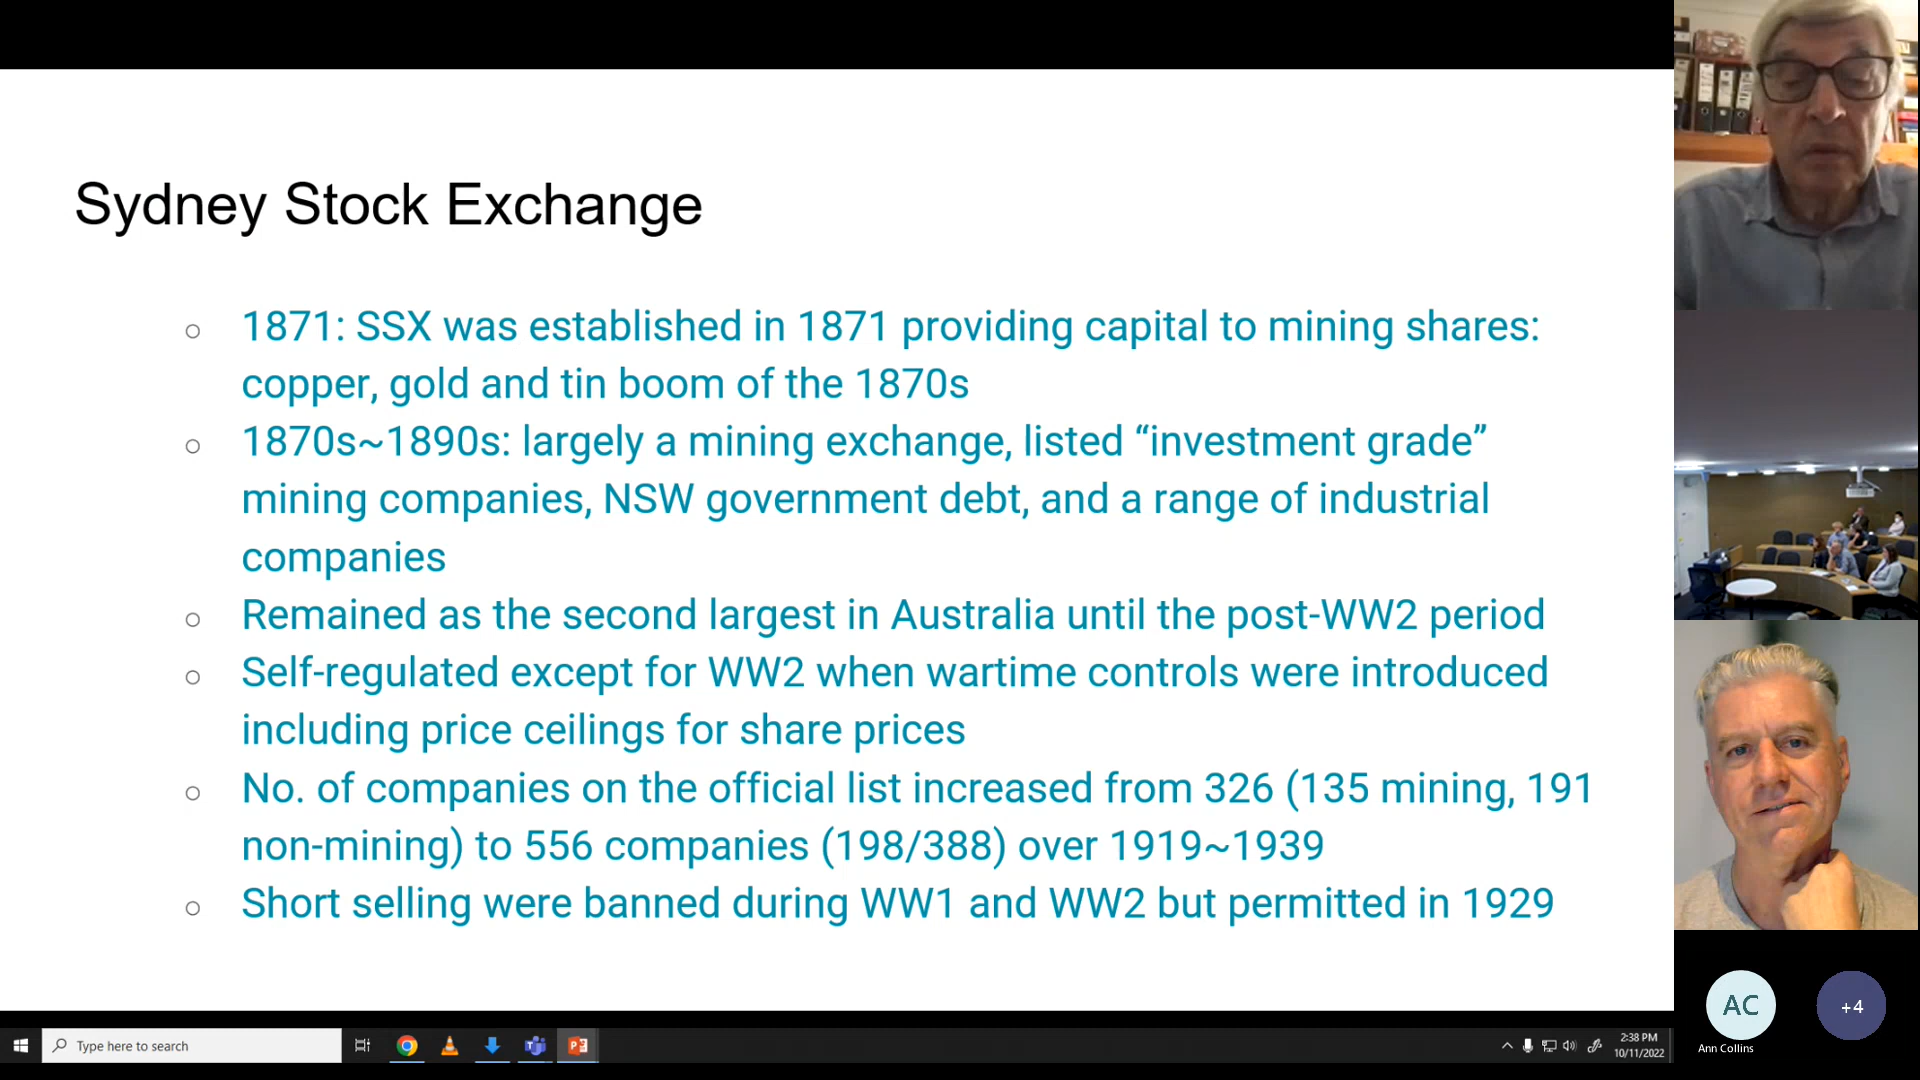 Sydney Stock Exchange
1871: SSX was established in 1871 providing capital to mining shares:
copper, gold and tin boom of the 1870s
1870s~1890s: largely a mining exchange, listed “investment grade”
mining companies, NSW government debt, and a range of industrial
companies
Remained as the second largest in Australia until the post-WW2 period
Self-regulated except for WW2 when wartime controls were introduced
including price ceilings for share prices
No. of companies on the official list increased from 326 (135 mining, 191
non-mining) to 556 companies (198/388) over 1919~1939
Short selling were banned during WW1 and WW2 but permitted in 1929
AC
+4
Ann Collins
Type here to search
2:38 PM
10/11/2022